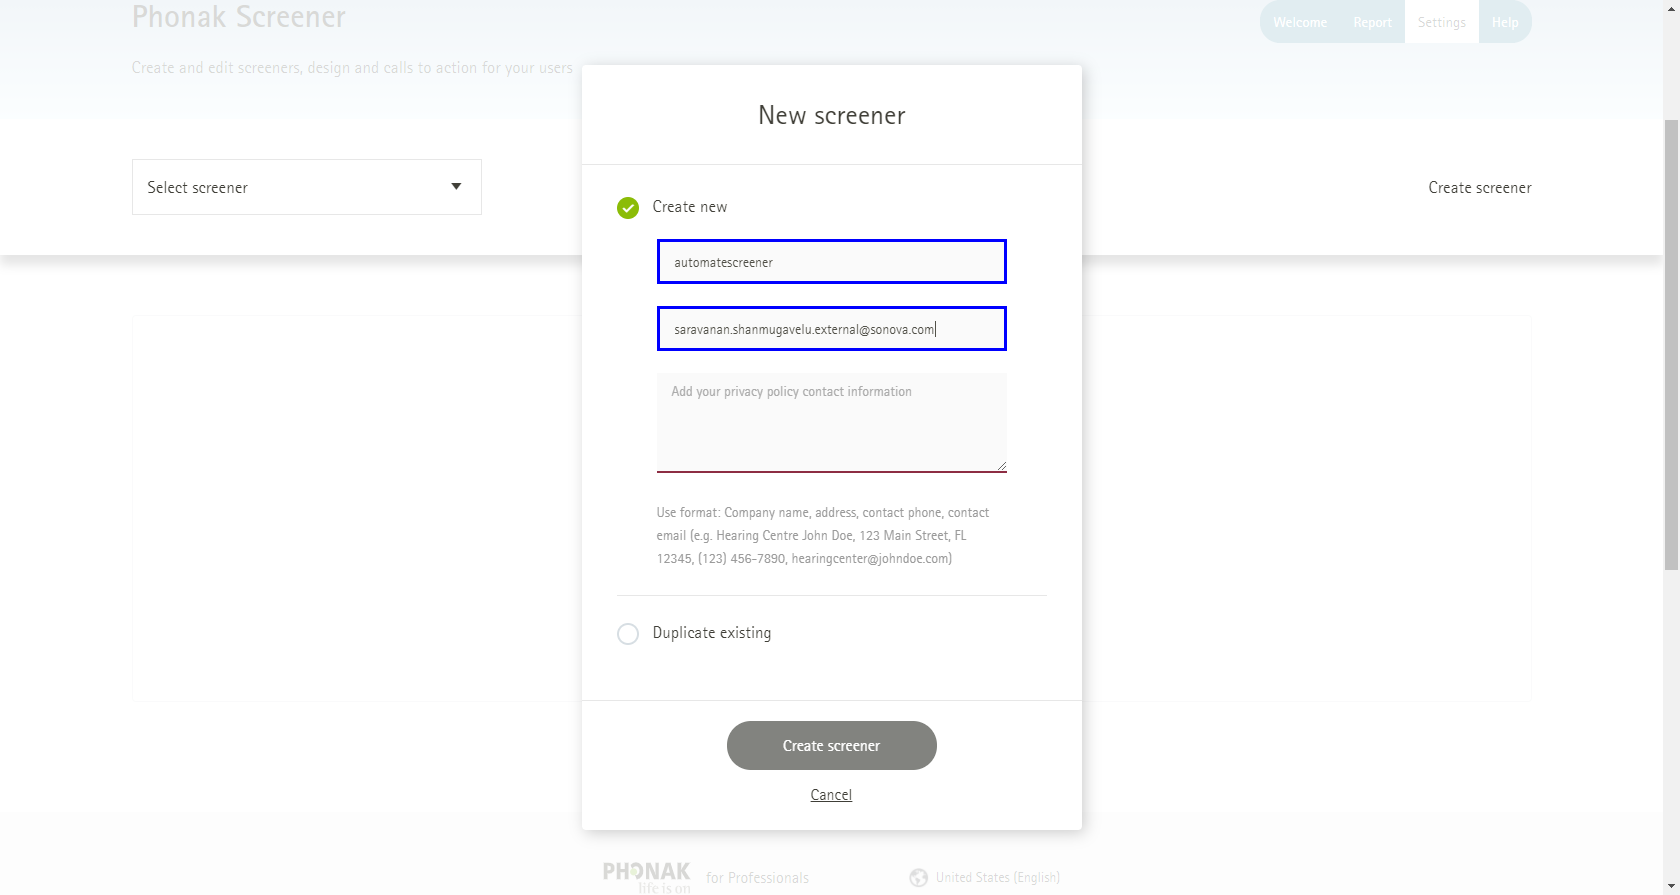 Phonak Screener
Welcome
Report
Settings
Help
Create and edit screeners, design and calls to action for your users
New screener
Select screener
Create screener
Create new
automatescreener
saravanan.shanmugavelu.external@sonova.com
Add your privacy policy contact information
Use format: Company name, address, contact phone, contact
email (e.g. Hearing Centre John Doe, 123 Main Street, FL
12345, (123) 456-7890, hearingcenter@johndoe.com)
Duplicate existing
Create screener
Cancel
PHONAK
life is on
for Professionals
United States (English)